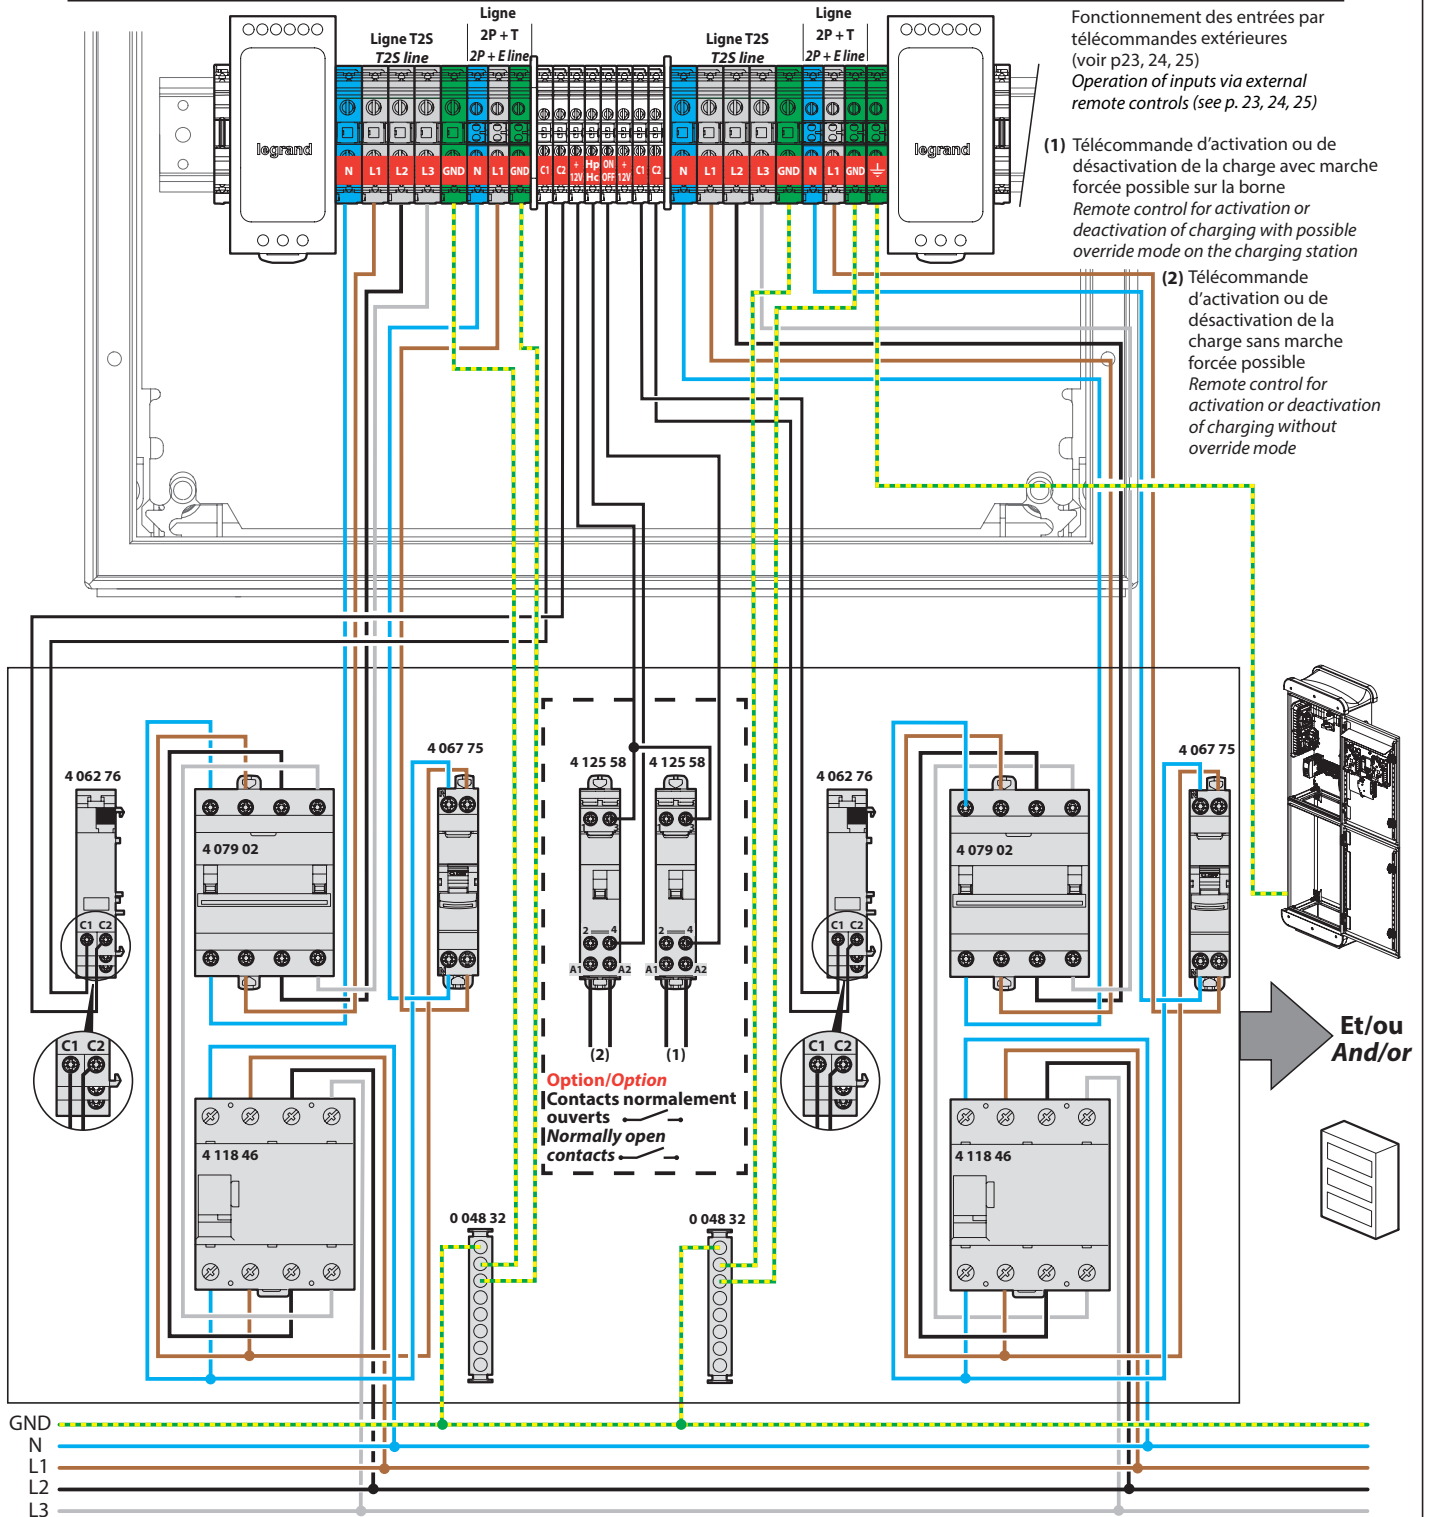 Ligne
2P + T
2P + E line
Ligne T2S
T2S line
Ligne T2S
T2S line
Ligne
2P + T
2P + E line
Fonctionnement des entrées par
télécommandes extérieures
(voir p23, 24, 25)
Operation of inputs via external
remote controls (see p. 23, 24, 25)
(1) Télécommande d’activation ou de
désactivation de la charge avec marche
forcée possible sur la borne
Remote control for activation or
deactivation of charging with possible
override mode on the charging station
(2) Télécommande
d’activation ou de
désactivation de la
charge sans marche
forcée possible
Remote control for
activation or deactivation
of charging without
override mode
legrand
legrand
N L1 L2 L3 GND N L1 GND C1 C2 + 12V Hp Hc ON OFF + 12V C1 C2 N L1 L2 L3 GND N L1 GND
4 062 76
4 079 02
4 067 75
4 125 58
4 125 58
4 062 76
4 079 02
4 067 75
C1 C2
2 4
2 4
C1 C2
A1 A2
A1 A2
C1 C2
(2)
(1)
C1 C2
Option/Option
Contacts normalement
ouverts
Normally open
contacts
Et/ou
And/or
4 118 46
4 118 46
0 048 32
0 048 32
GND
N
L1
L2
L3